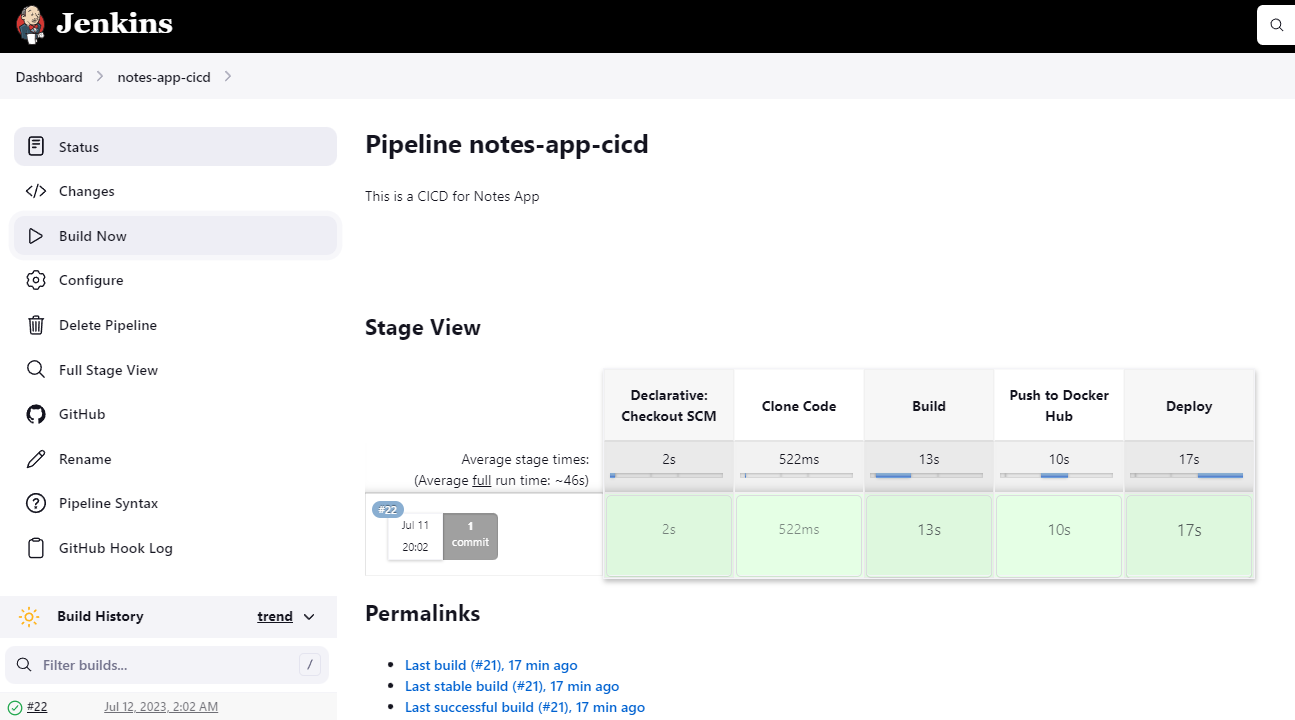 Jenkins
Dashboard
notes-app-cicd
Status
Changes
Build Now
Configure
Delete Pipeline
Full Stage View
GitHub
Rename
Pipeline Syntax
GitHub Hook Log
Build History
trend
Filter builds...
/
#22
Jul 12, 2023, 2:02 AM
Pipeline notes-app-cicd
This is a CICD for Notes App
Stage View
Declarative: Checkout SCM
Clone Code
Build
Push to Docker Hub
Deploy
Average stage times:
(Average full run time: ~46s)
2s
522ms
13s
10s
17s
#22
Jul 11
20:02
1
commit
2s
522ms
13s
10s
17s
Permalinks
Last build (#21), 17 min ago
Last stable build (#21), 17 min ago
Last successful build (#21), 17 min ago